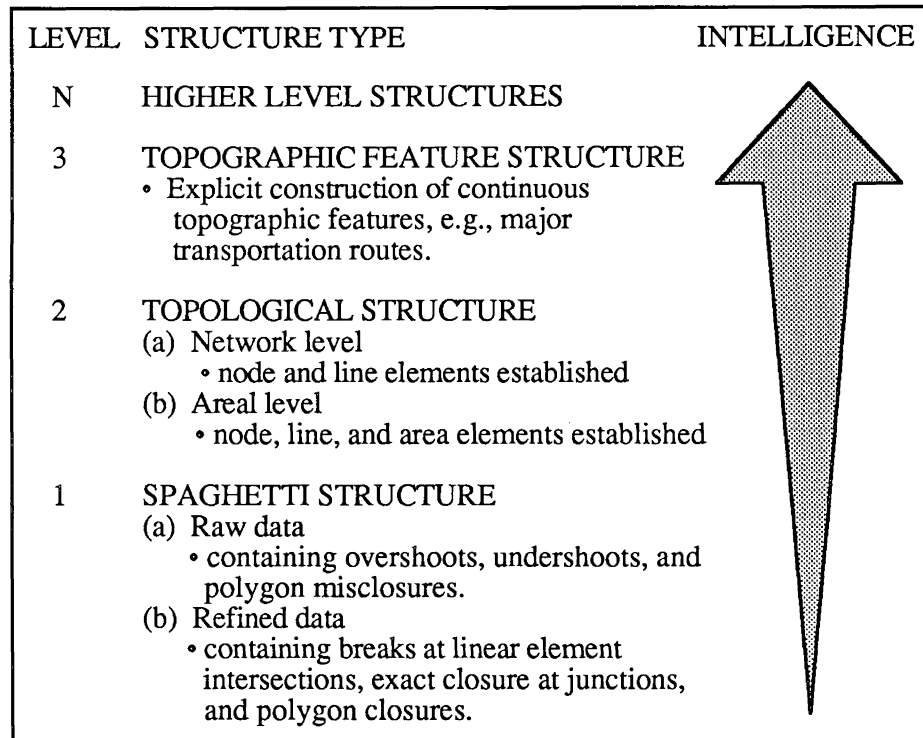 LEVEL STRUCTURE TYPE INTELLIGENCE
N HIGHER LEVEL STRUCTURES
3 TOPOGRAPHIC FEATURE STRUCTURE
• Explicit construction of continuous
topographic features, e.g., major
transportation routes.
2 TOPOLOGICAL STRUCTURE
(a) Network level
• node and line elements established
(b) Areal level
• node, line, and area elements established
1 SPAGHETTI STRUCTURE
(a) Raw data
• containing overshoots, undershoots, and
polygon misclosures.
(b) Refined data
• containing breaks at linear element
intersections, exact closure at junctions,
and polygon closures.